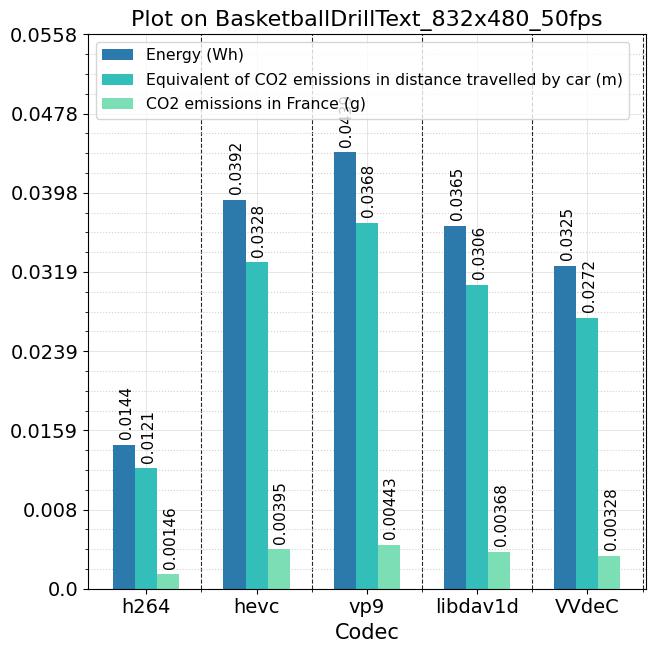 Plot on BasketballDrillText_832x480_50fps
Energy (Wh)
Equivalent of CO2 emissions in distance travelled by car (m)
CO2 emissions in France (g)
0.0558
0.0478
0.0398
0.0319
0.0239
0.0159
0.008
0.0
0.0144
0.0121
0.00146
0.0392
0.0328
0.00395
0.0368
0.00443
0.0365
0.0306
0.00368
0.0325
0.0272
0.00328
h264
hevc
vp9
libdav1d
VVdeC
Codec